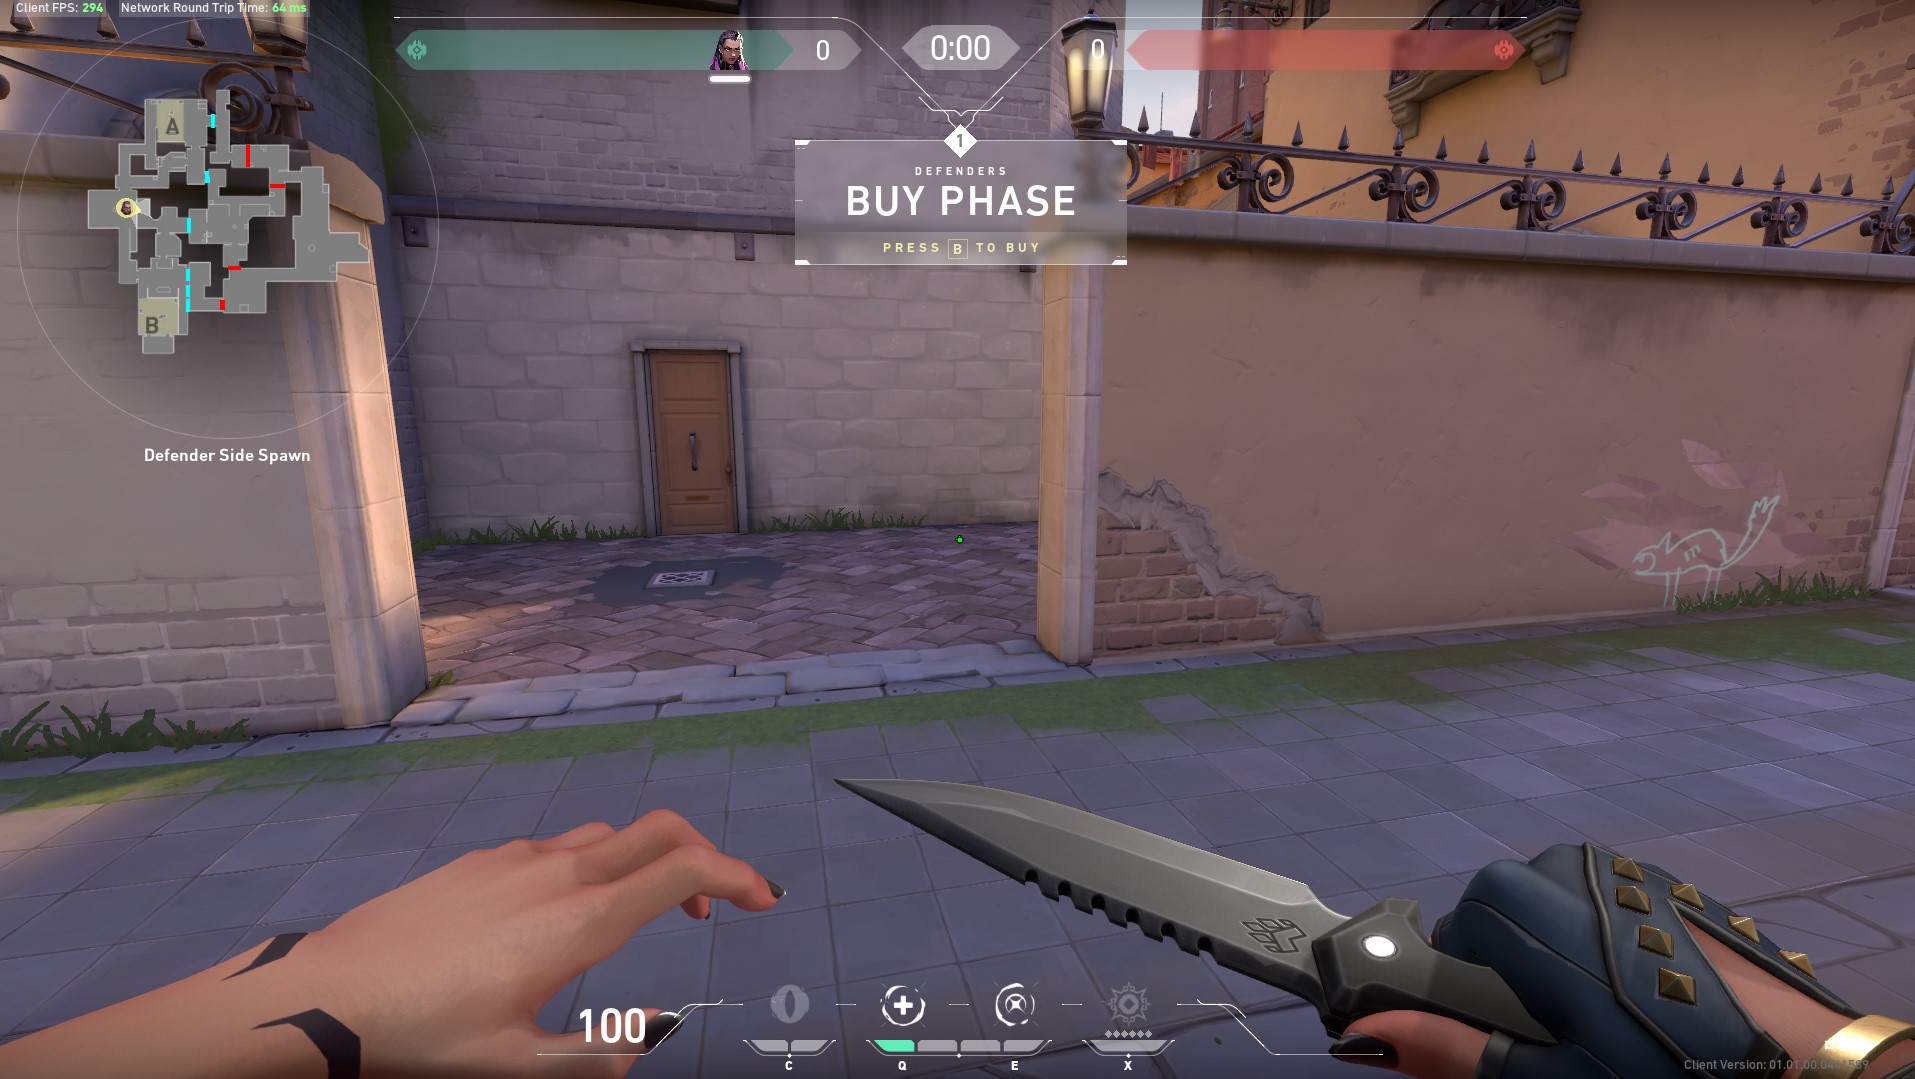 Client FPS: 294 Network Round Trip Time: 64 ms
0
0:00
0
A
B
1
DEFENDERS
BUY PHASE
PRESS B TO BUY
Defender Side Spawn
m
100
C
Q
E
X